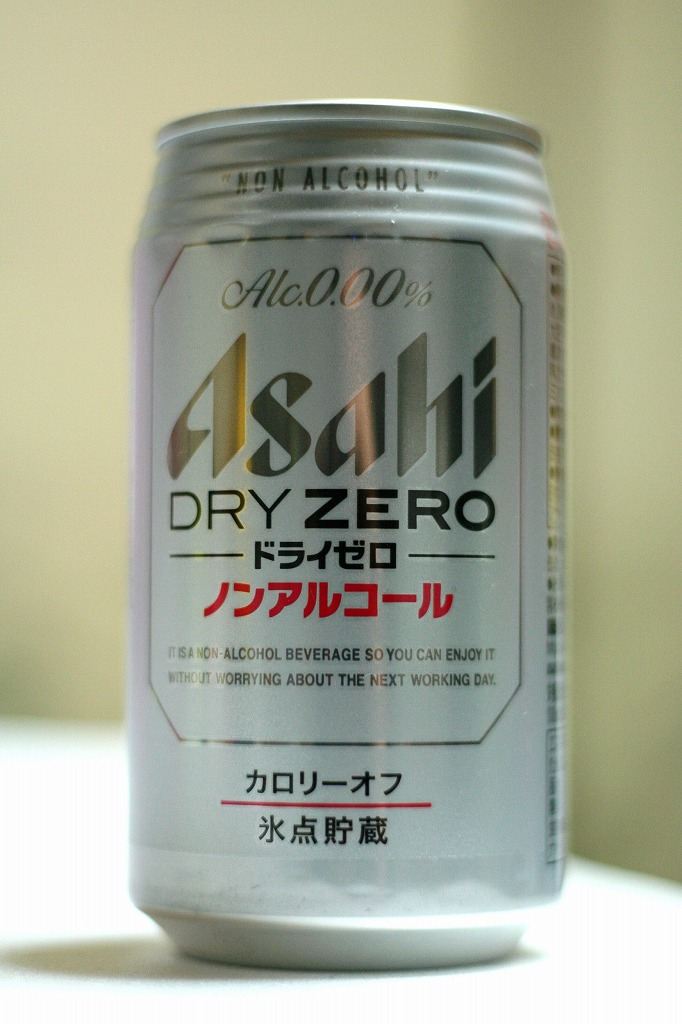 "NON ALCOHOL"
Alc.0.00%
Asahi
DRY ZERO
ドライゼロ
ノンアルコール
IT IS A NON-ALCOHOL BEVERAGE SO YOU CAN ENJOY IT
WITHOUT WORRYING ABOUT THE NEXT WORKING DAY.
カロリーオフ
氷点貯蔵